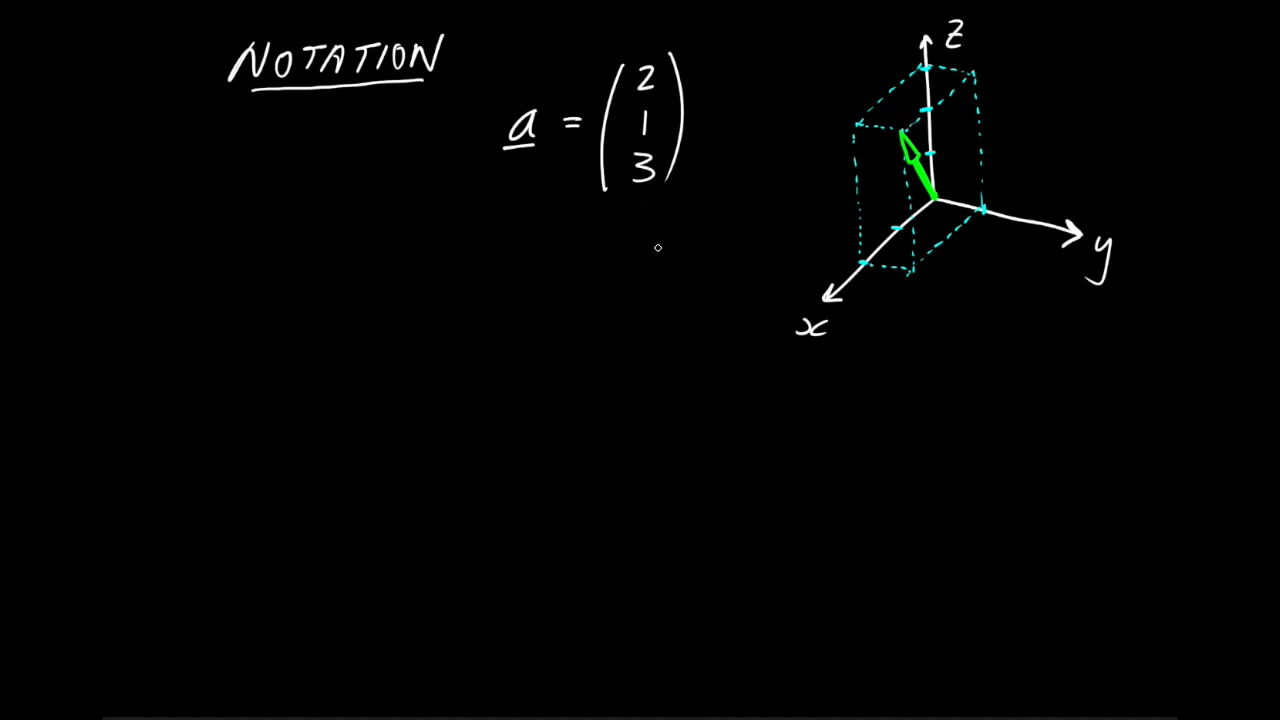 NOTATION
a = (2
1
3)
z
y
x